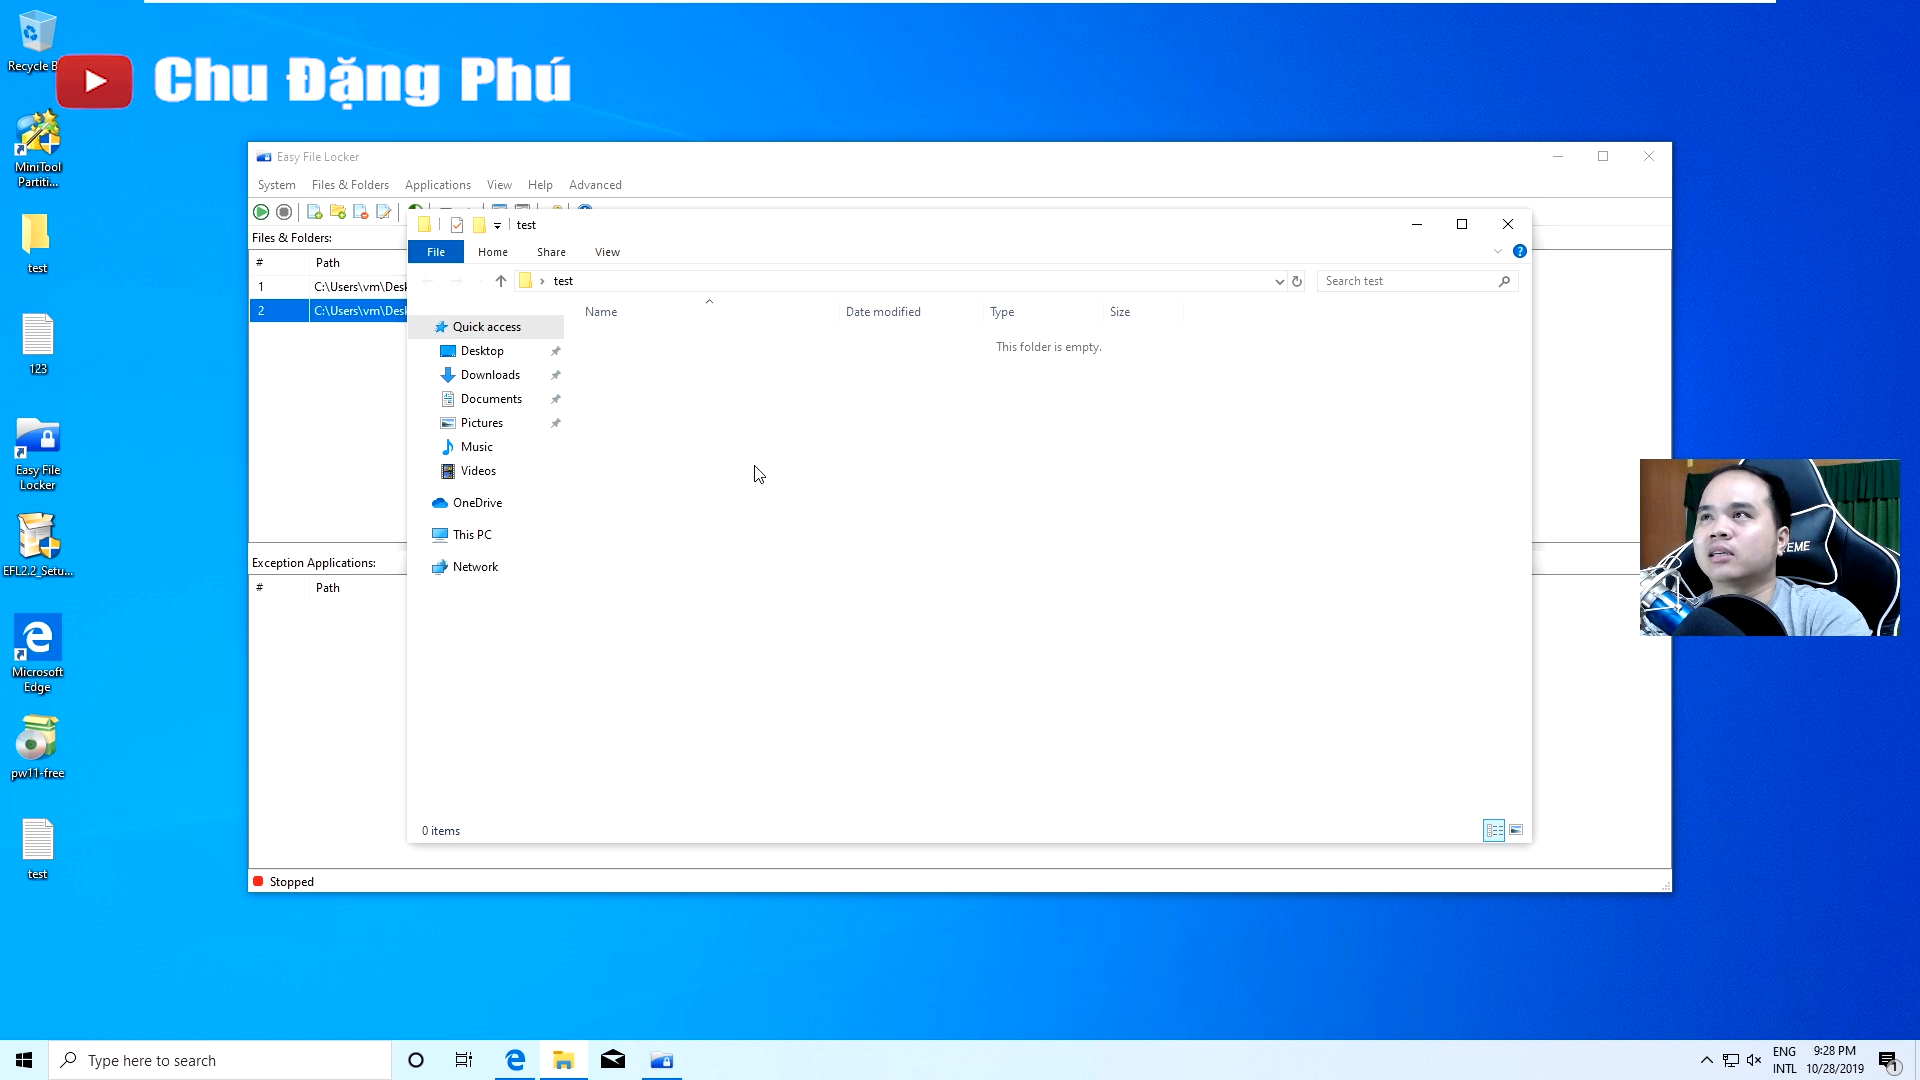 Recycle B
Chu Đặng Phú
MiniTool
Partiti...
test
123
Easy File
Locker
EFL2.2_Setu...
Microsoft
Edge
pw11-free
test
Easy File Locker
System Files & Folders Applications View Help Advanced
Files & Folders:
# Path
1 C:\Users\vm\Desk
2 C:\Users\vm\Desk
Exception Applications:
# Path
Stopped
test
File Home Share View
test
Search test
Name Date modified Type Size
This folder is empty.
Quick access
Desktop
Downloads
Documents
Pictures
Music
Videos
OneDrive
This PC
Network
0 items
EME
Type here to search
ENG
INTL
9:28 PM
10/28/2019
1